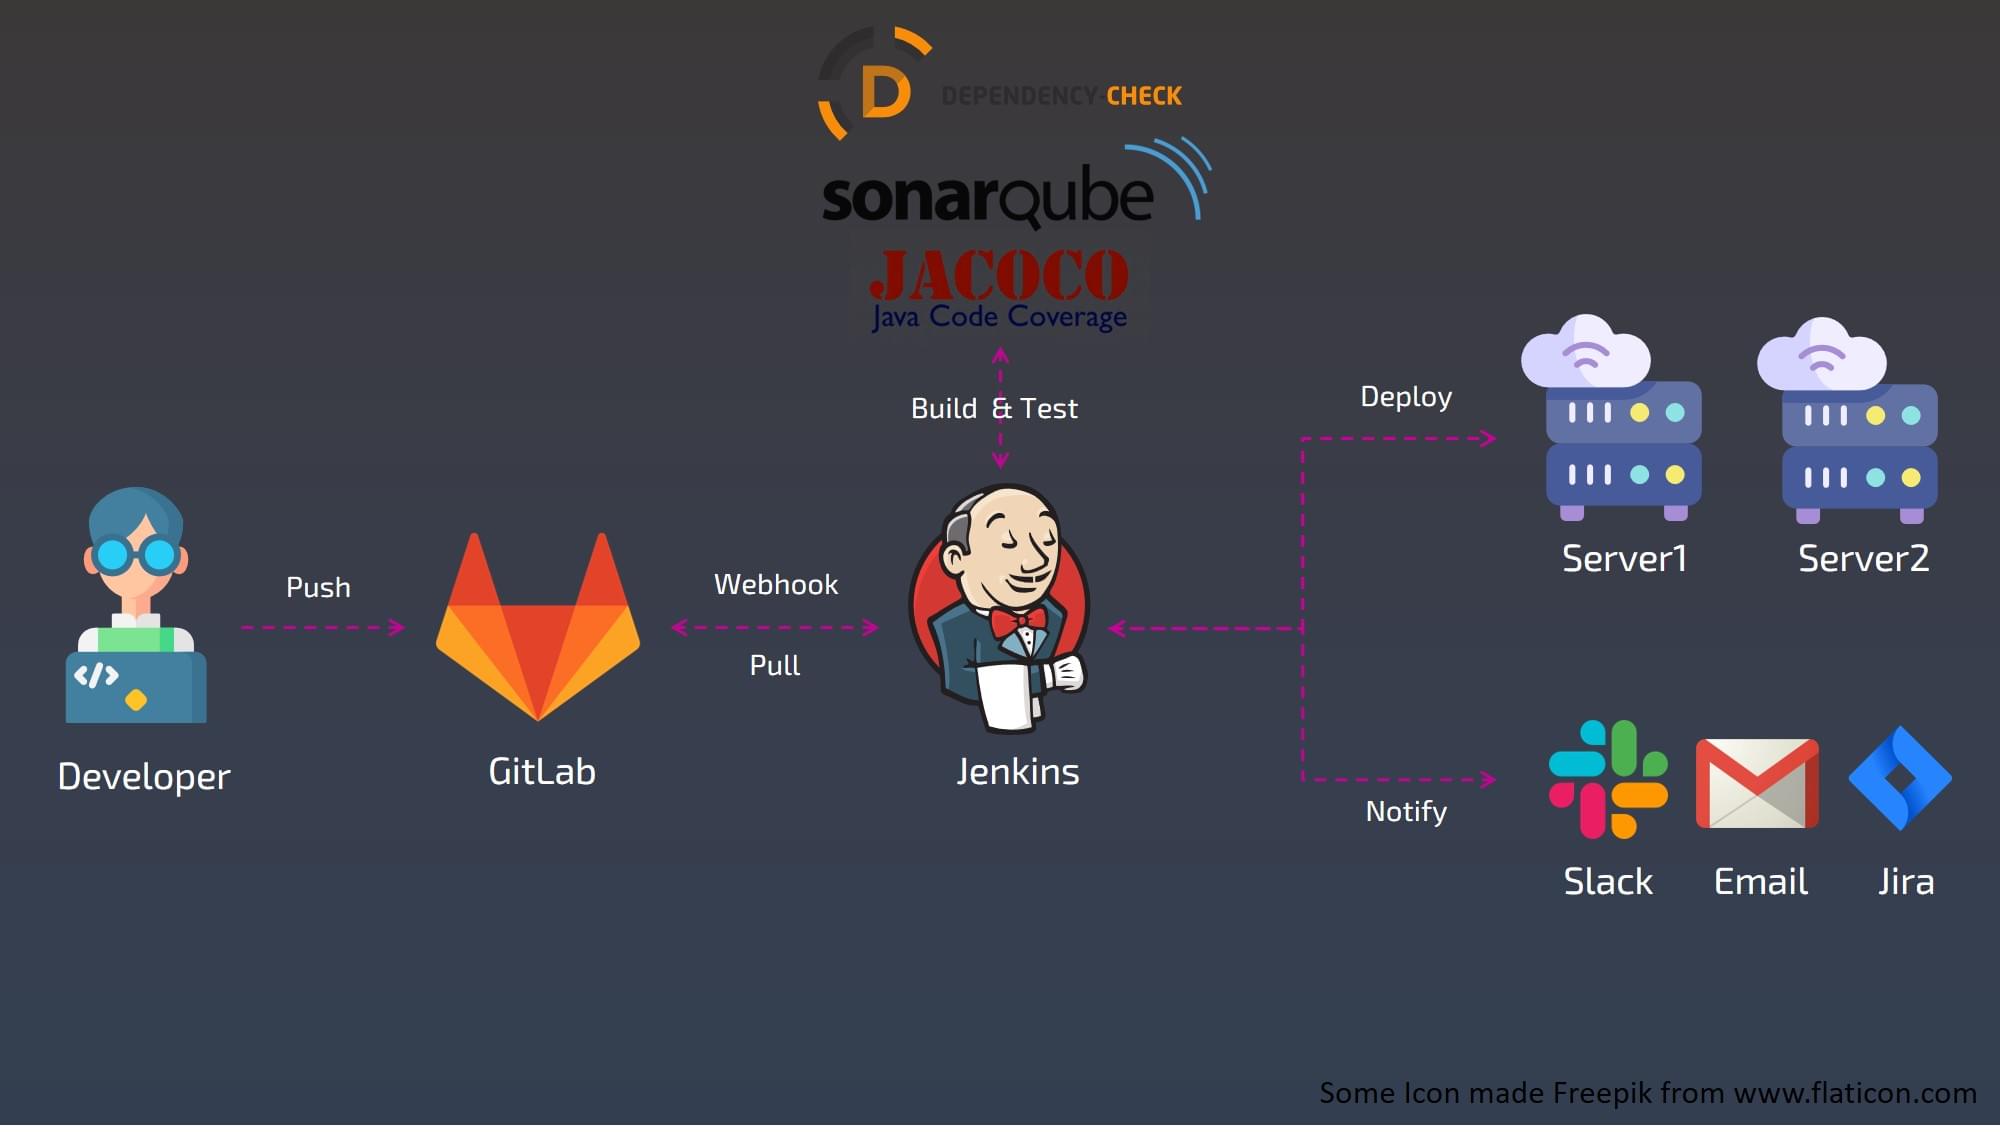 D
DEPENDENCY-CHECK
sonarqube
JACOCO
Java Code Coverage
Build & Test
Deploy
Server1
Server2
Push
Webhook
Pull
</>
Developer
GitLab
Jenkins
Notify
Slack
Email
Jira
Some Icon made Freepik from www.flaticon.com